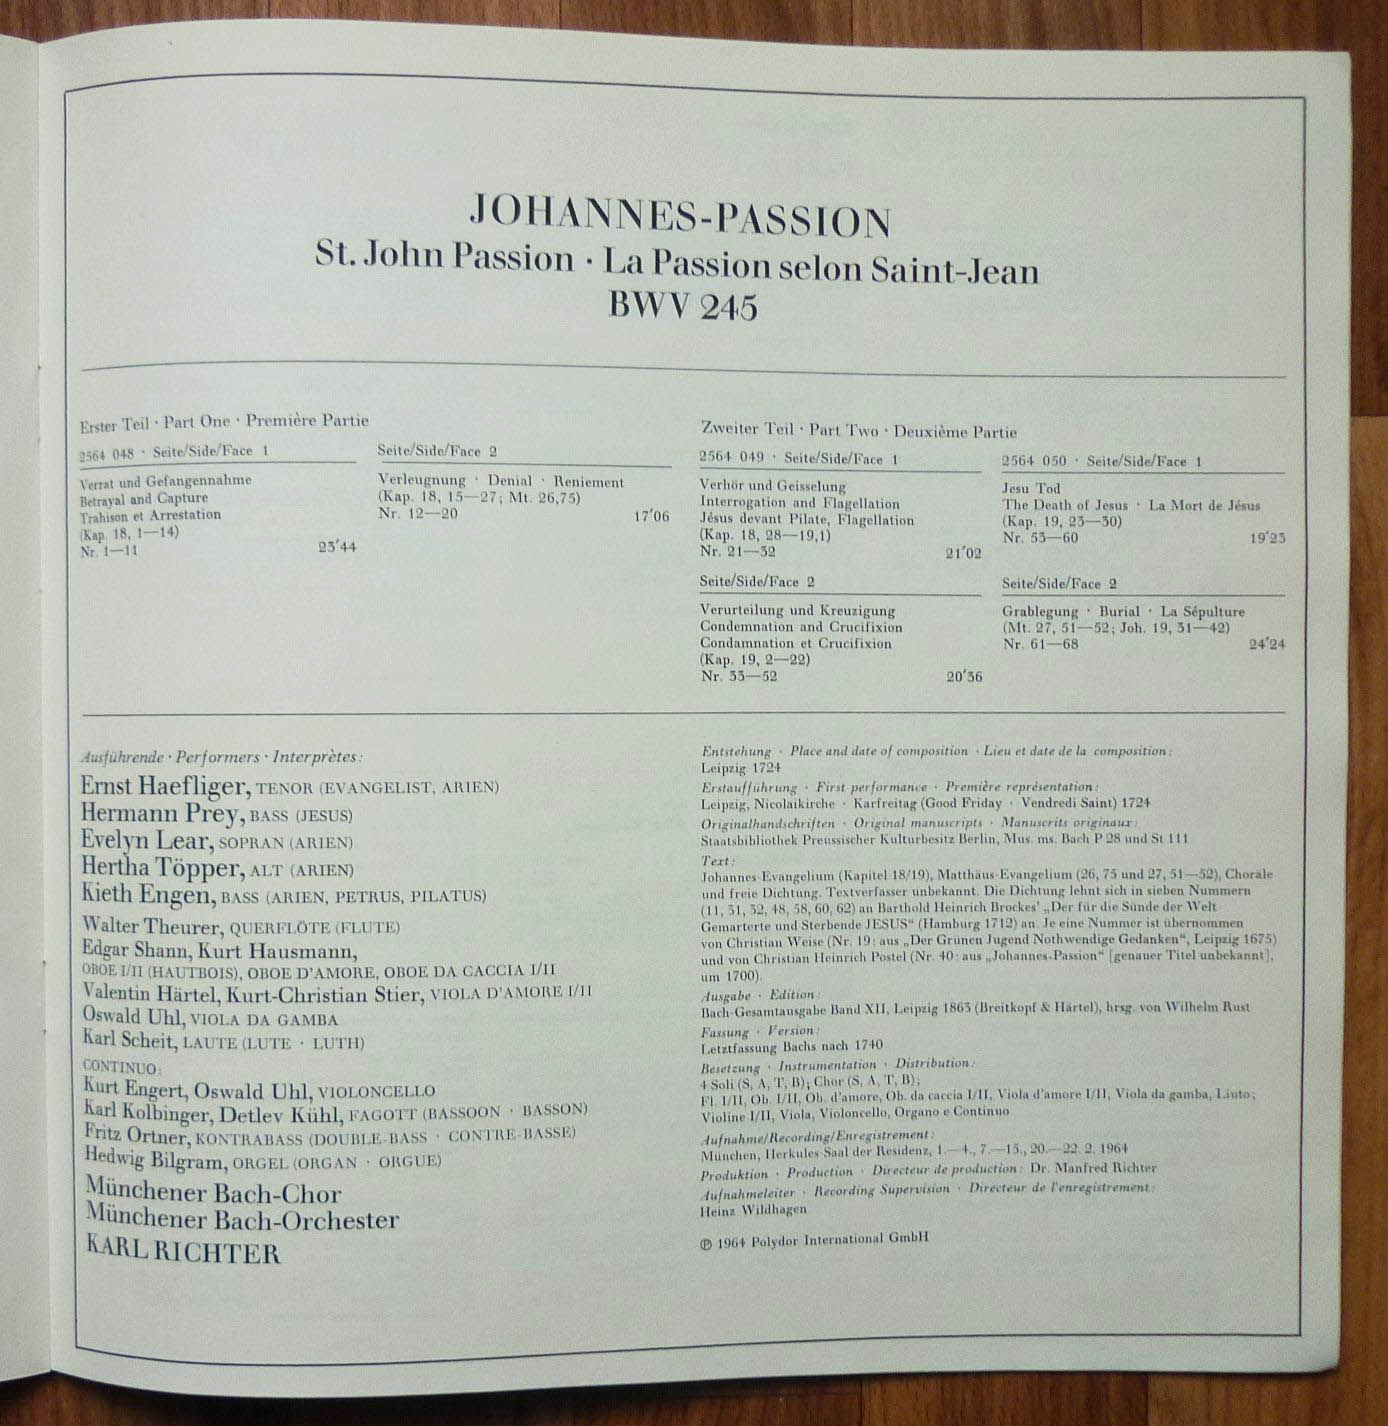 JOHANNES-PASSION
St. John Passion · La Passion selon Saint-Jean
BWV 245
Erster Teil · Part One · Première Partie
2564 048 · Seite/Side/Face 1
Verrat und Gefangennahme
Betrayal and Capture
Trahison et Arrestation
(Kap. 18, 1—14)
Nr. 1—11 23′44
Seite/Side/Face 2
Verleugnung · Denial · Reniement
(Kap. 18, 15—27; Mt. 26,75)
Nr. 12—20 17′06
Zweiter Teil · Part Two · Deuxième Partie
2564 049 · Seite/Side/Face 1
Verhör und Geisselung
Interrogation and Flagellation
Jésus devant Pilate, Flagellation
(Kap. 18, 28—19,1)
Nr. 21—32 21′02
Seite/Side/Face 2
Verurteilung und Kreuzigung
Condemnation and Crucifixion
Condamnation et Crucifixion
(Kap. 19, 2—22)
Nr. 33—52 20′36
2564 050 · Seite/Side/Face 1
Jesu Tod
The Death of Jesus · La Mort de Jésus
(Kap. 19, 23—30)
Nr. 53—60 19′23
Seite/Side/Face 2
Grablegung · Burial · La Sépulture
(Mt. 27, 51—52; Joh. 19, 31—42)
Nr. 61—68 24′24
Ausführende · Performers · Interprètes:
Ernst Haefliger, TENOR (EVANGELIST, ARIEN)
Hermann Prey, BASS (JESUS)
Evelyn Lear, SOPRAN (ARIEN)
Hertha Töpper, ALT (ARIEN)
Kieth Engen, BASS (ARIEN, PETRUS, PILATUS)
Walter Theurer, QUERFLÖTE (FLUTE)
Edgar Shann, Kurt Hausmann,
OBOE I/II (HAUTBOIS), OBOE D'AMORE, OBOE DA CACCIA I/II
Valentin Härtel, Kurt-Christian Stier, VIOLA D'AMORE I/II
Oswald Uhl, VIOLA DA GAMBA
Karl Scheit, LAUTE (LUTE · LUTH)
CONTINUO:
Kurt Engert, Oswald Uhl, VIOLONCELLO
Karl Kolbinger, Detlev Kühl, FAGOTT (BASSOON · BASSON)
Fritz Ortner, KONTRABASS (DOUBLE-BASS · CONTRE-BASSE)
Hedwig Bilgram, ORGEL (ORGAN · ORGUE)
Münchener Bach-Chor
Münchener Bach-Orchester
KARL RICHTER
Entstehung · Place and date of composition · Lieu et date de la composition:
Leipzig 1724
Erstaufführung · First performance · Première représentation:
Leipzig, Nicolaikirche · Karfreitag (Good Friday · Vendredi Saint) 1724
Originalhandschriften · Original manuscripts · Manuscrits originaux:
Staatsbibliothek Preussischer Kulturbesitz Berlin, Mus. ms. Bach P 28 und St 111
Text:
Johannes-Evangelium (Kapitel 18/19), Matthäus-Evangelium (26, 75 und 27, 51—52), Choräle
und freie Dichtung. Textverfasser unbekannt. Die Dichtung lehnt sich in sieben Nummern
(11, 31, 32, 48, 58, 60, 62) an Barthold Heinrich Brockes' „Der für die Sünde der Welt
Gemarterte und Sterbende JESUS“ (Hamburg 1712) an. Je eine Nummer ist übernommen
von Christian Weise (Nr. 19: aus „Der Grünen Jugend Nothwendige Gedanken“, Leipzig 1675)
und von Christian Heinrich Postel (Nr. 40: aus „Johannes-Passion“ [genauer Titel unbekannt],
um 1700).
Ausgabe · Edition:
Bach-Gesamtausgabe Band XII, Leipzig 1863 (Breitkopf & Härtel), hrsg. von Wilhelm Rust
Fassung · Version:
Letztfassung Bachs nach 1740
Besetzung · Instrumentation · Distribution:
4 Soli (S, A, T, B); Chor (S, A, T, B);
Fl. I/II, Ob. I/II, Ob. d'amore, Ob. da caccia I/II, Viola d'amore I/II, Viola da gamba, Liuto;
Violine I/II, Viola, Violoncello, Organo e Continuo
Aufnahme/Recording/Enregistrement:
München, Herkules-Saal der Residenz, 1.—4., 7.—15., 20.—22. 2. 1964
Produktion · Production · Directeur de production: Dr. Manfred Richter
Aufnahmeleiter · Recording Supervision · Directeur de l'enregistrement:
Heinz Wildhagen
℗ 1964 Polydor International GmbH